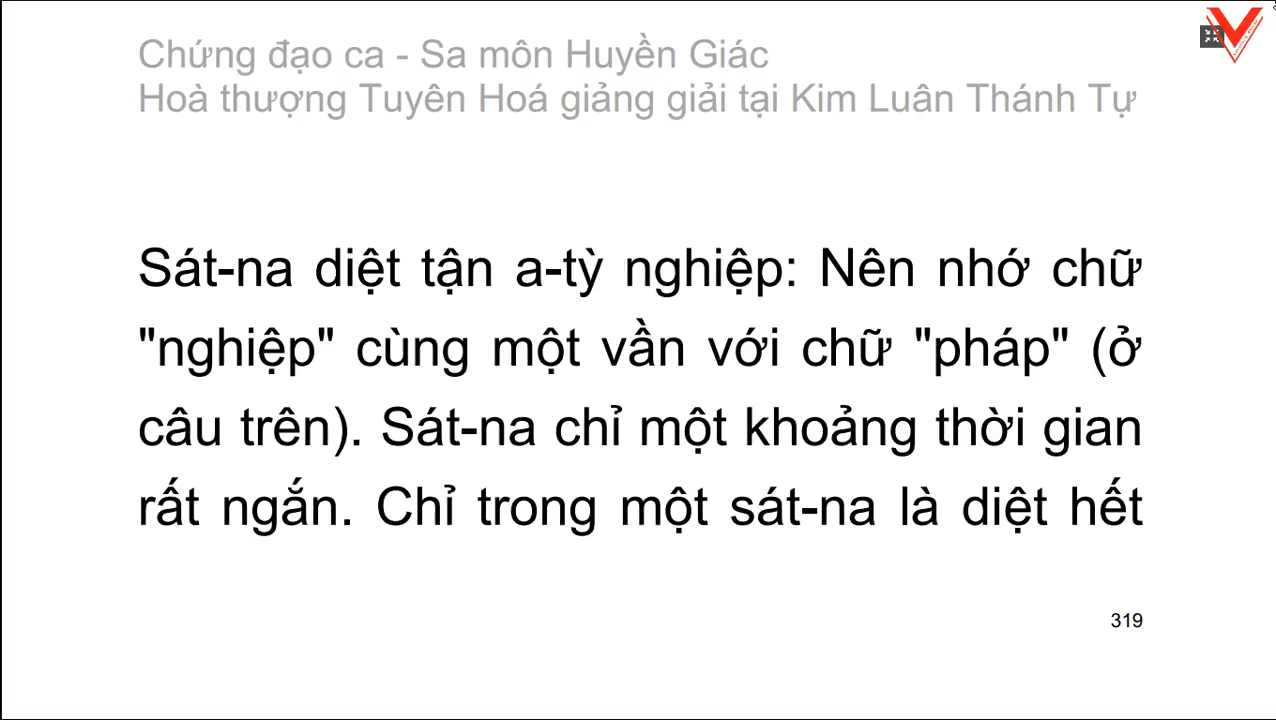 Chứng đạo ca - Sa môn Huyền Giác
Hoà thượng Tuyên Hoá giảng giải tại Kim Luân Thánh Tự
Sát-na diệt tận a-tỳ nghiệp: Nên nhớ chữ
"nghiệp" cùng một vần với chữ "pháp" (ở
câu trên). Sát-na chỉ một khoảng thời gian
rất ngắn. Chỉ trong một sát-na là diệt hết
319